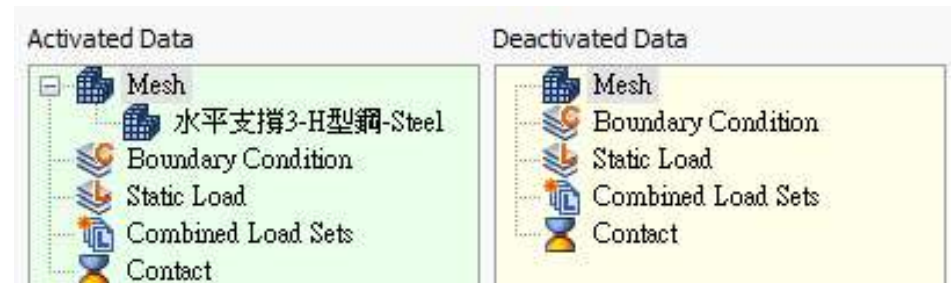 Activated Data
Mesh
水平支撐3-H型鋼-Steel
Boundary Condition
Static Load
Combined Load Sets
Contact
Deactivated Data
Mesh
Boundary Condition
Static Load
Combined Load Sets
Contact